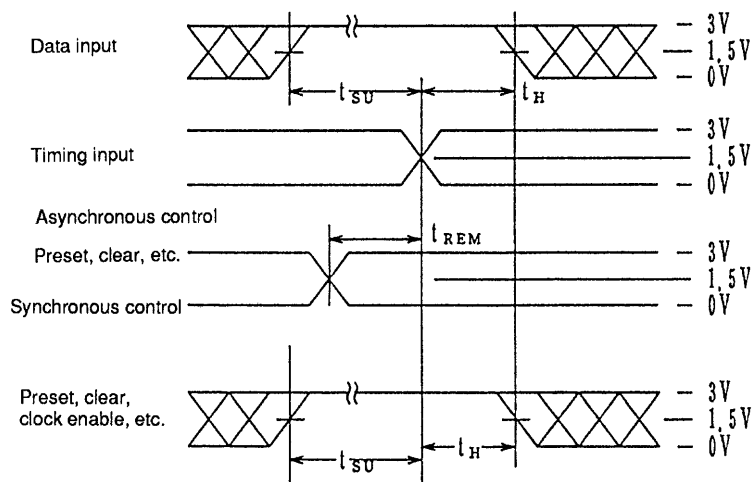 Data input
3V
1.5V
0V
tSU
tH
Timing input
3V
1.5V
0V
Asynchronous control
Preset, clear, etc.
tREM
3V
1.5V
0V
Synchronous control
Preset, clear,
clock enable, etc.
3V
1.5V
0V
tSU
tH